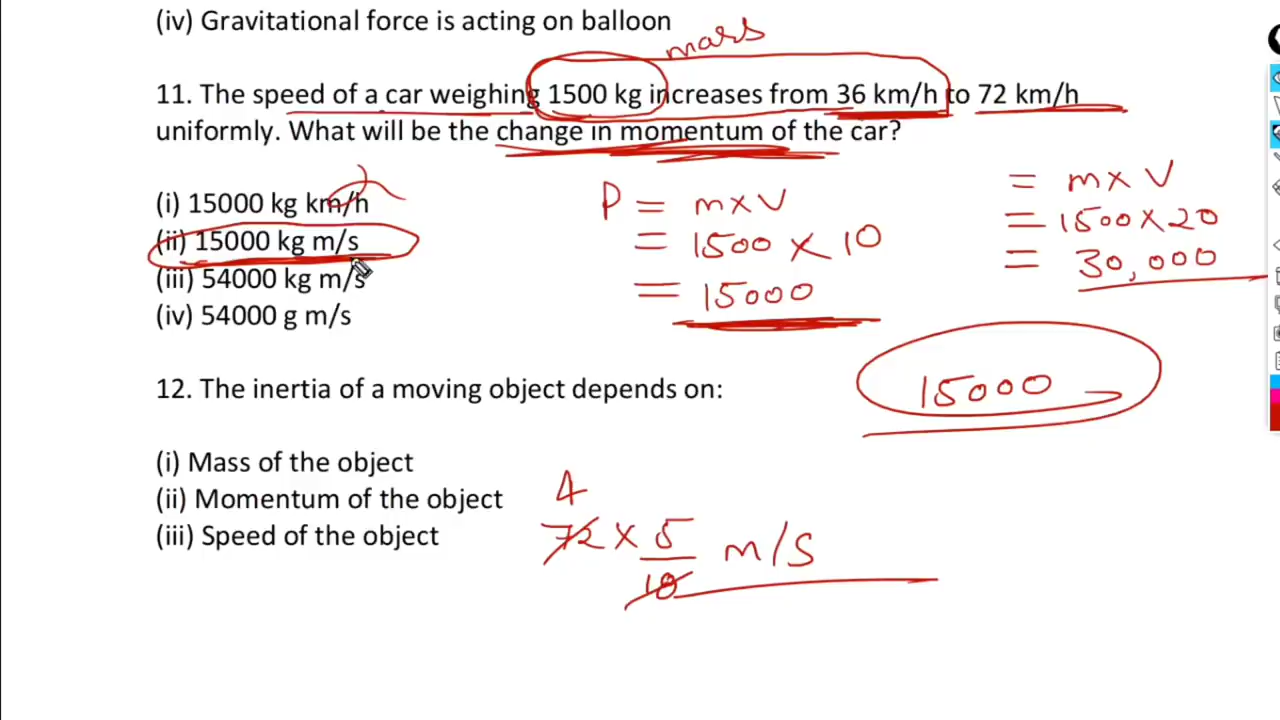 (iv) Gravitational force is acting on balloon
mass
11. The speed of a car weighing 1500 kg increases from 36 km/h to 72 km/h
uniformly. What will be the change in momentum of the car?
(i) 15000 kg km/h
(ii) 15000 kg m/s
(iii) 54000 kg m/s
(iv) 54000 g m/s
P = m x V
= 1500 x 10
= 15000
= m x V
= 1500 x 20
= 30,000
15000
12. The inertia of a moving object depends on:
(i) Mass of the object
(ii) Momentum of the object
(iii) Speed of the object
4
72 x 5 m/s
18